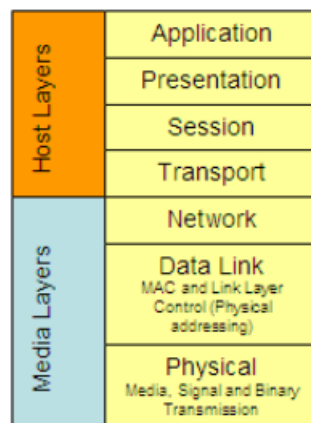 Host Layers
Application
Presentation
Session
Transport
Media Layers
Network
Data Link
MAC and Link Layer
Control (Physical
addressing)
Physical
Media, Signal and Binary
Transmission